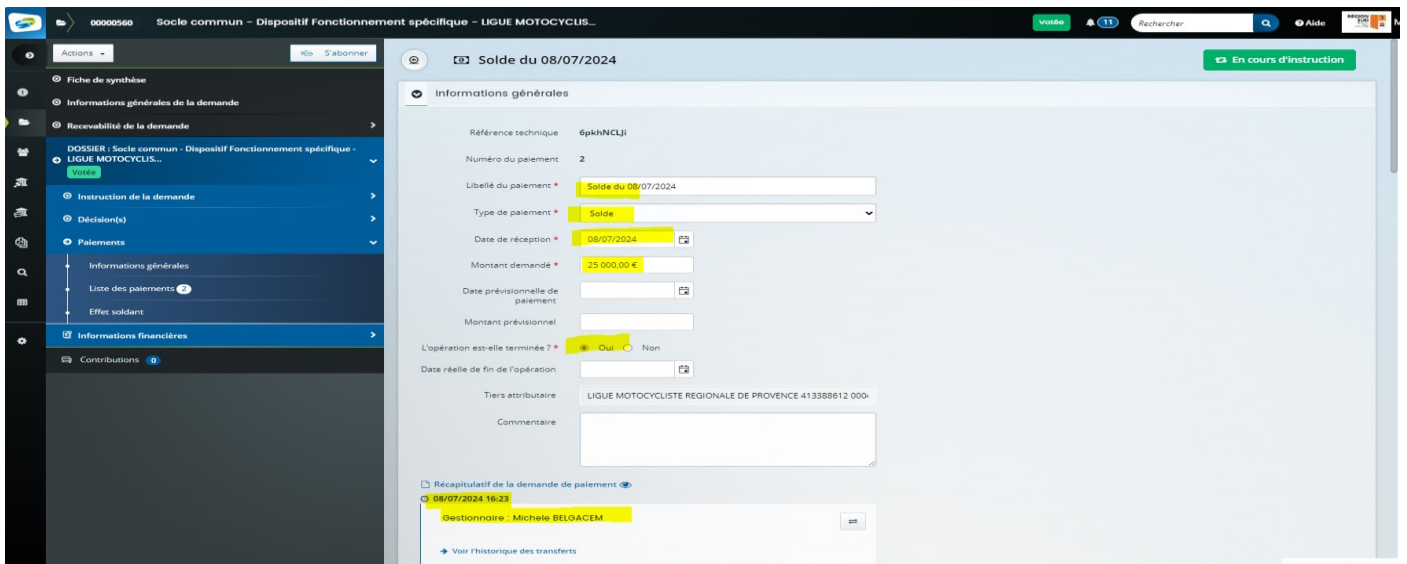 00000560 Socle commun – Dispositif Fonctionnement spécifique – LIGUE MOTOCYCLIS... Votée 11 Rechercher Aide RÉGION SUD M
Actions S'abonner
Fiche de synthèse
Informations générales de la demande
Recevabilité de la demande
DOSSIER : Socle commun - Dispositif Fonctionnement spécifique -
LIGUE MOTOCYCLIS...
Votée
Instruction de la demande
Décision(s)
Paiements
Informations générales
Liste des paiements 2
Effet soldant
Informations financières
Contributions 0
Solde du 08/07/2024 En cours d'instruction
Informations générales
Référence technique 6pkhNCLJi
Numéro du paiement 2
Libellé du paiement * Solde du 08/07/2024
Type de paiement * Solde
Date de réception * 08/07/2024
Montant demandé * 25 000,00 €
Date prévisionnelle de
paiement
Montant prévisionnel
L'opération est-elle terminée ? * Oui Non
Date réelle de fin de l'opération
Tiers attributaire LIGUE MOTOCYCLISTE REGIONALE DE PROVENCE 413388612 000
Commentaire
Récapitulatif de la demande de paiement
08/07/2024 16:23
Gestionnaire : Michele BELGACEM
Voir l'historique des transferts